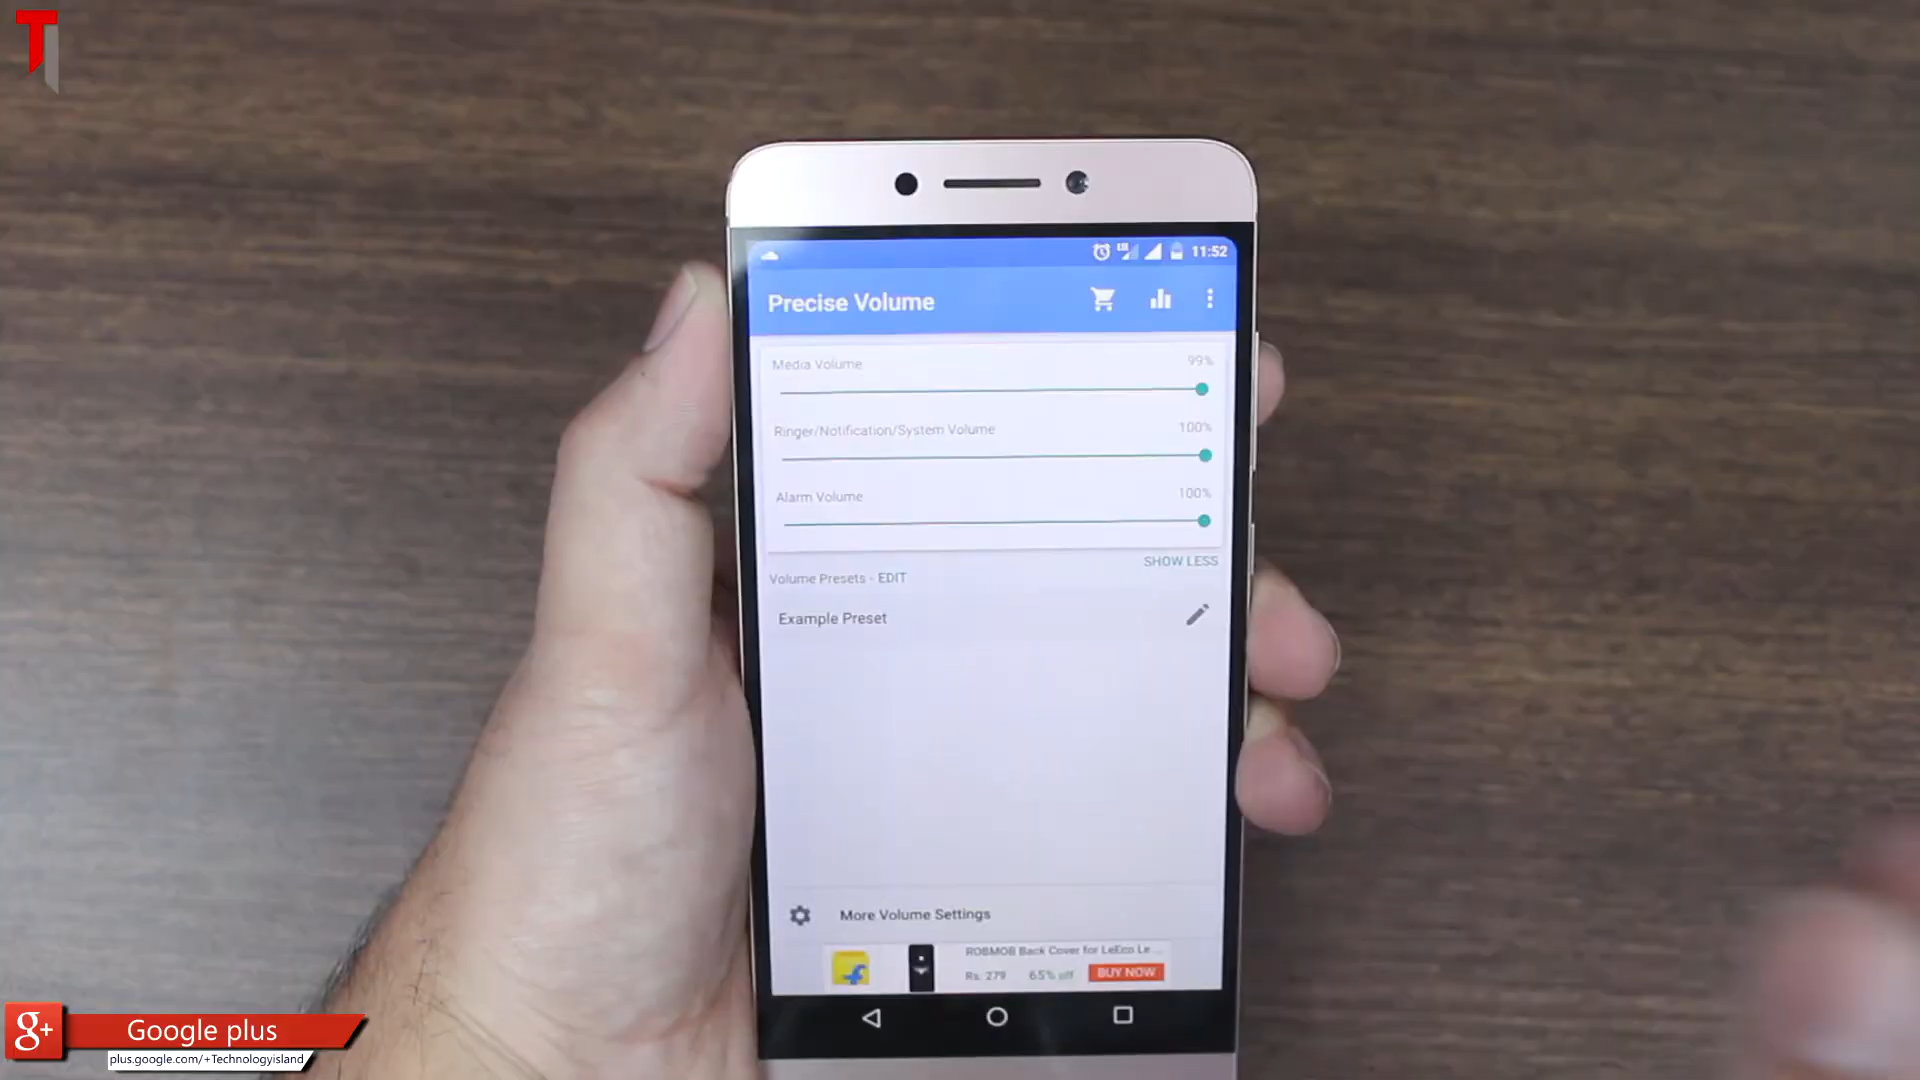 11:52
Precise Volume
Media Volume 99%
Ringer/Notification/System Volume 100%
Alarm Volume 100%
SHOW LESS
Volume Presets - EDIT
Example Preset
More Volume Settings
ROBMOB Back Cover for LeEco Le ...
Rs. 279 65% off BUY NOW
g+ Google plus
plus.google.com/+Technologyisland